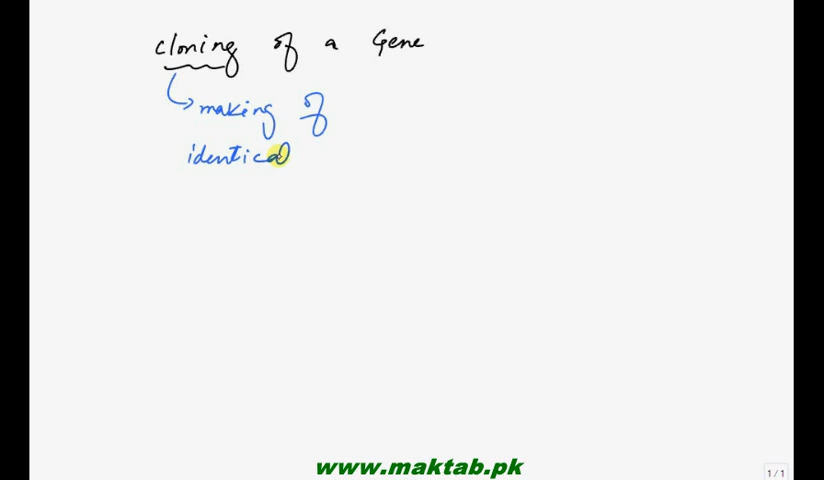 cloning of a Gene
making of
identical
www.maktab.pk
1/1